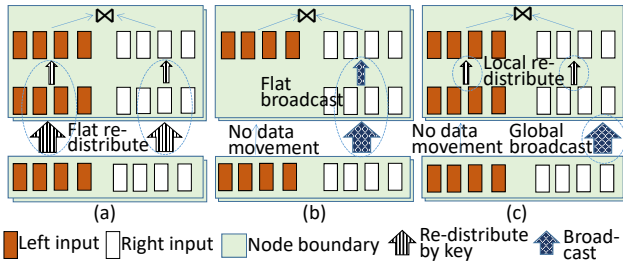 ⋈ ⋈ ⋈
Flat re-
distribute
Flat
broadcast
No data
movement
Local re-
distribute
No data
movement
Global
broadcast
(a) (b) (c)
Left input Right input Node boundary Re-distribute
by key
Broad-
cast